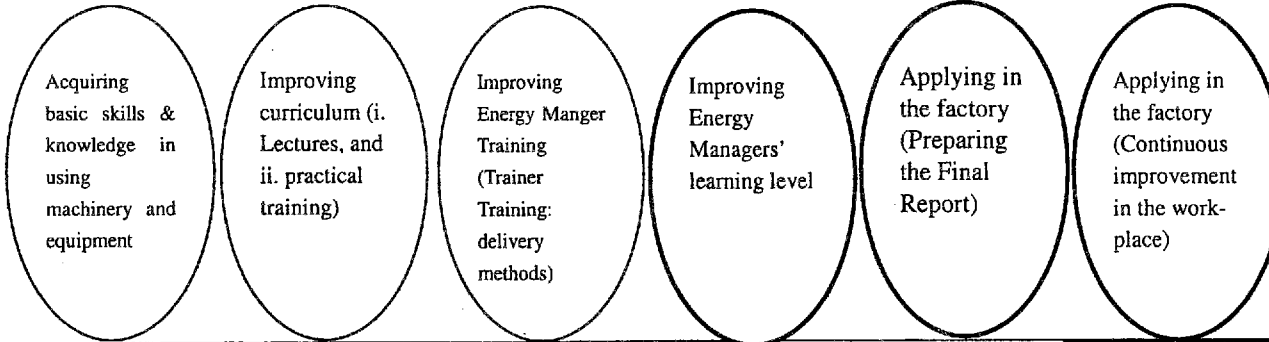 Acquiring
basic skills &
knowledge in
using
machinery and
equipment
Improving
curriculum (i.
Lectures, and
ii. practical
training)
Improving
Energy Manger
Training
(Trainer
Training:
delivery
methods)
Improving
Energy
Managers'
learning level
Applying in
the factory
(Preparing
the Final
Report)
Applying in
the factory
(Continuous
improvement
in the work-
place)